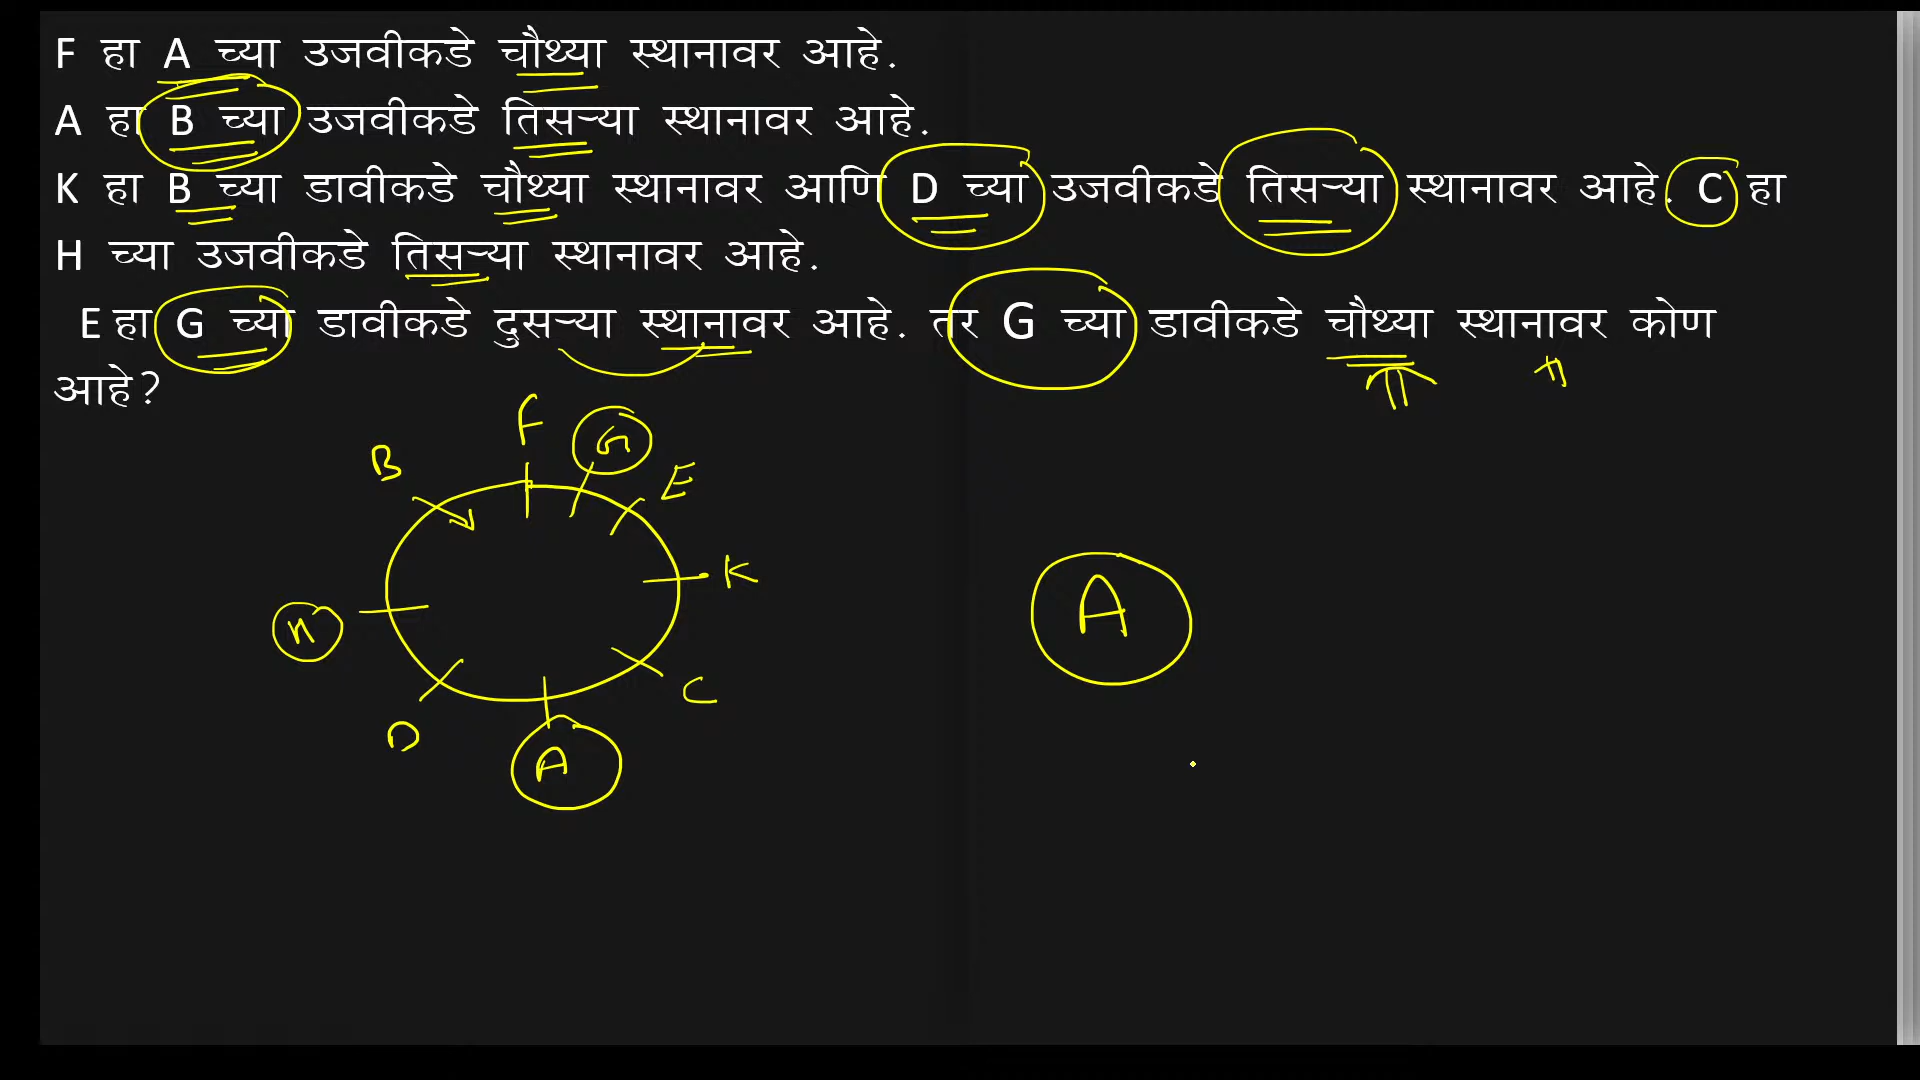 F हा A च्या उजवीकडे चौथ्या स्थानावर आहे.
A हा B च्या उजवीकडे तिसऱ्या स्थानावर आहे.
K हा B च्या डावीकडे चौथ्या स्थानावर आणि D च्या उजवीकडे तिसऱ्या स्थानावर आहे. C हा
H च्या उजवीकडे तिसऱ्या स्थानावर आहे.
E हा G च्या डावीकडे दुसऱ्या स्थानावर आहे. तर G च्या डावीकडे चौथ्या स्थानावर कोण
आहे?
F
G
B
E
K
A
H
C
D
A